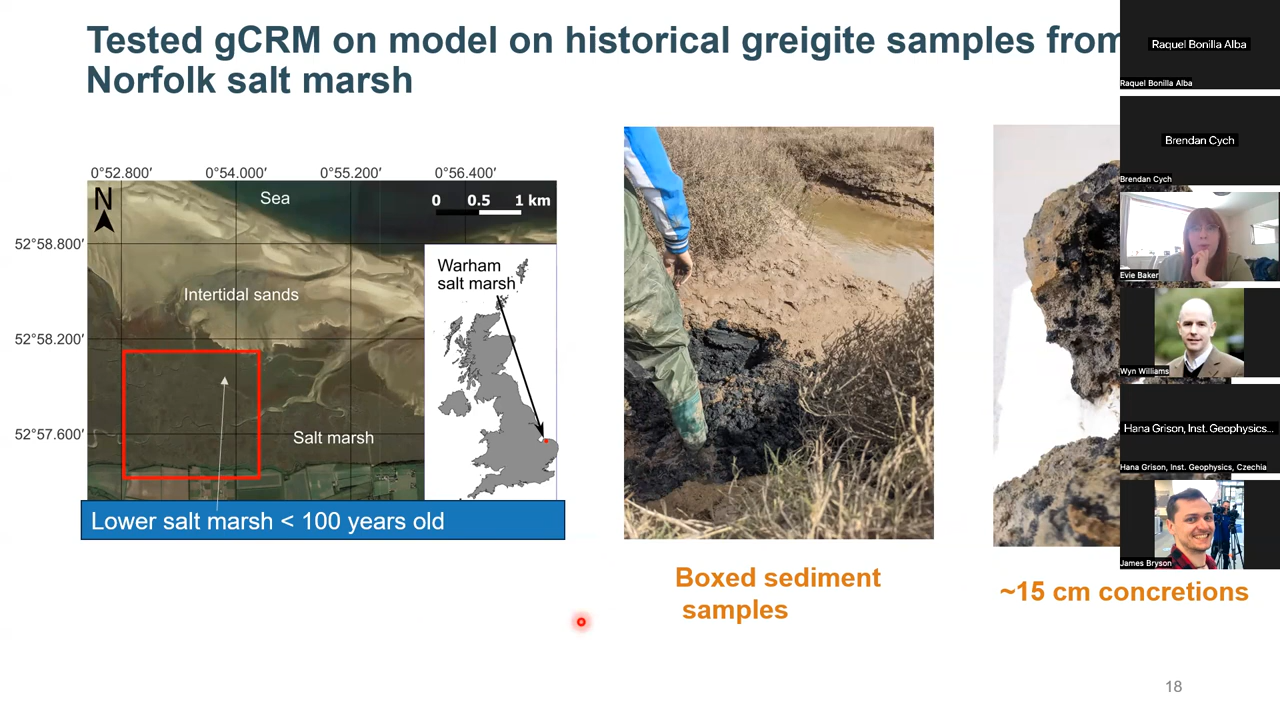 Tested gCRM on model on historical greigite samples from
Norfolk salt marsh
0°52.800′ 0°54.000′ 0°55.200′ 0°56.400′
N
Sea
0 0.5 1 km
52°58.800′
Warham
salt marsh
Intertidal sands
52°58.200′
52°57.600′
Salt marsh
Lower salt marsh < 100 years old
Boxed sediment
samples
~15 cm concretions
18
Raquel Bonilla Alba
Raquel Bonilla Alba
Brendan Cych
Brendan Cych
Evie Baker
Wyn Williams
Hana Grison, Inst. Geophysics...
Hana Grison, Inst. Geophysics, Czechia
James Bryson